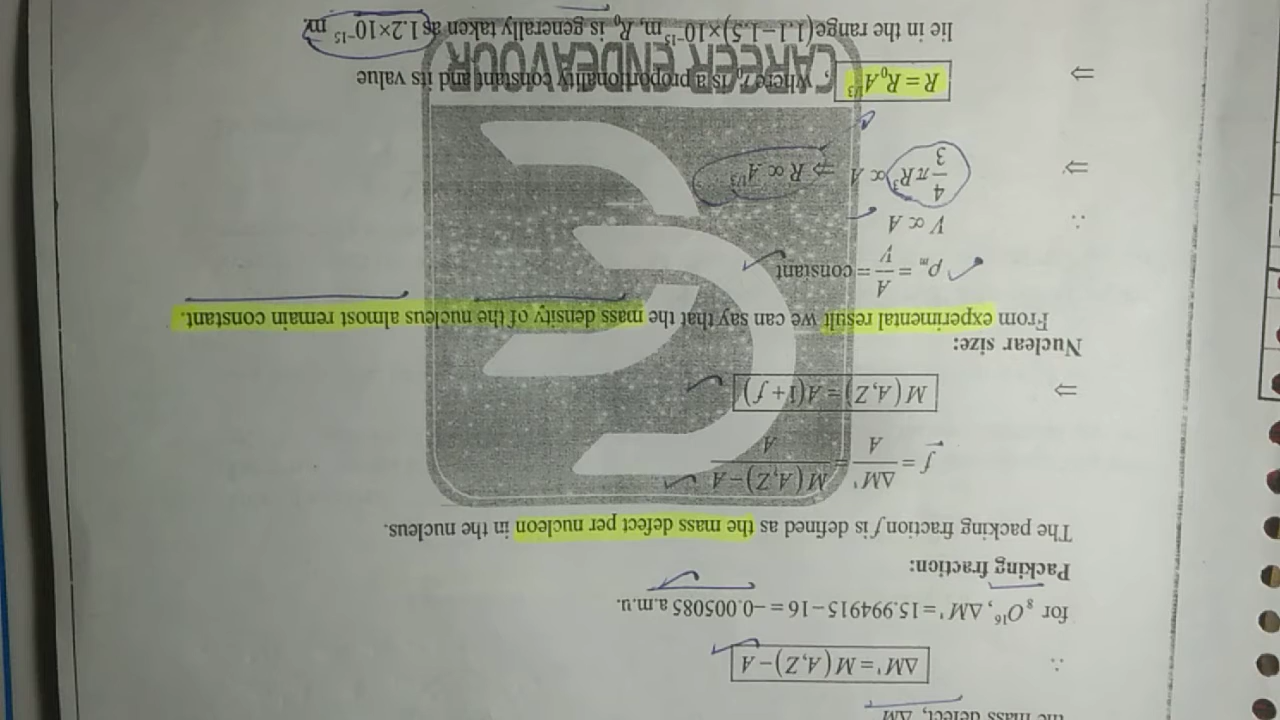 the mass defect, ΔM
∴ ΔM' = M(A,Z) − A
for ₈O¹⁶, ΔM' = 15.994915 − 16 = −0.005085 a.m.u.
Packing fraction:
The packing fraction f is defined as the mass defect per nucleon in the nucleus.
f = ΔM'/A = (M(A,Z) − A)/A
⇒ M(A,Z) = A(1 + f)
Nuclear size:
From experimental result we can say that the mass density of the nucleus almost remain constant.
ρₘ = A/V = constant
∴ V ∝ A
⇒ 4/3 πR³ ∝ A ⇒ R ∝ A^1/3
⇒ R = R₀A^1/3, where r₀ is a proportionality constant and its value
lie in the range (1.1−1.5)×10⁻¹⁵ m, R₀ is generally taken as 1.2×10⁻¹⁵ m.
CAREER ENDEAVOUR